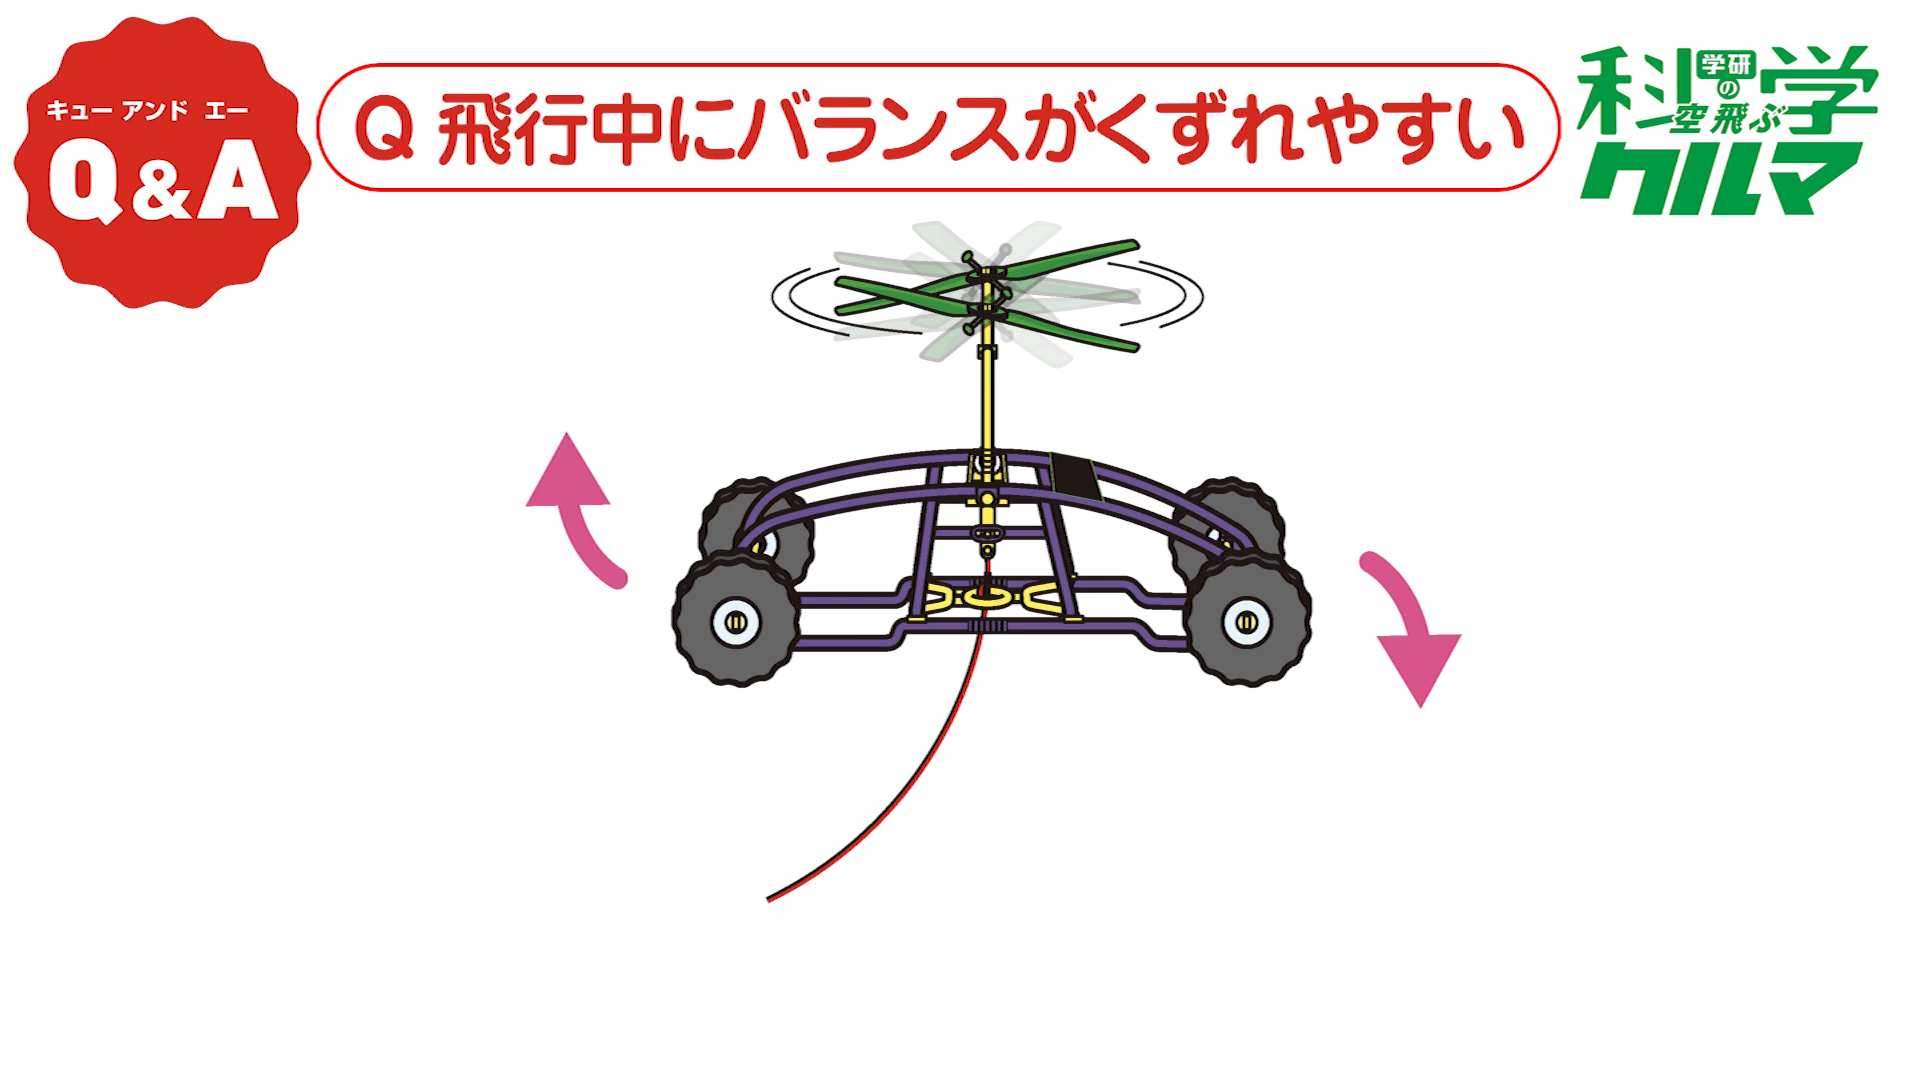 キュー アンド エー
Q&A
Q 飛行中にバランスがくずれやすい
学研の
科学
空飛ぶ
クルマ